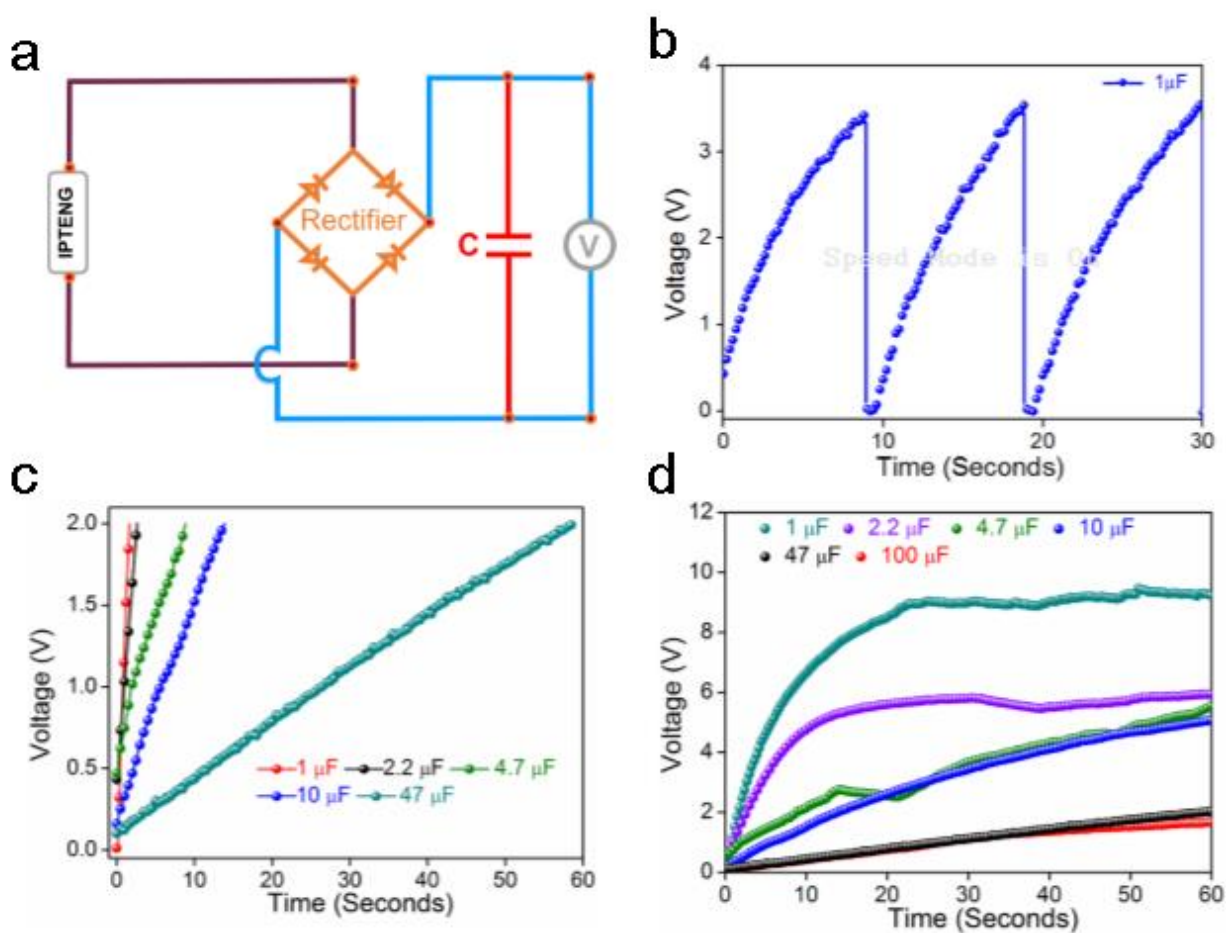 a
IPTENG
Rectifier
C
V
b
1μF
4
3
2
1
0
Voltage (V)
Speed Mode is O
0 10 20 30
Time (Seconds)
c
2.0
1.5
1.0
0.5
0.0
Voltage (V)
1 μF 2.2 μF 4.7 μF
10 μF 47 μF
0 10 20 30 40 50 60
Time (Seconds)
d
12
10
8
6
4
2
0
Voltage (V)
1 μF 2.2 μF 4.7 μF 10 μF
47 μF 100 μF
0 10 20 30 40 50 60
Time (Seconds)